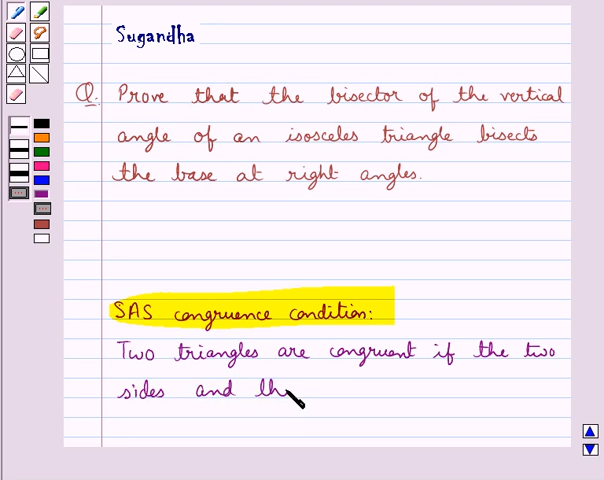 Sugandha
Q. Prove that the bisector of the vertical
angle of an isosceles triangle bisects
the base at right angles.
SAS congruence condition:
Two triangles are congruent if the two
sides and th